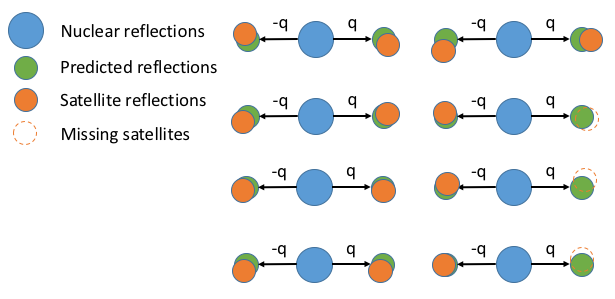 Nuclear reflections
Predicted reflections
Satellite reflections
Missing satellites
-q q -q q
-q q -q q
-q q -q q
-q q -q q